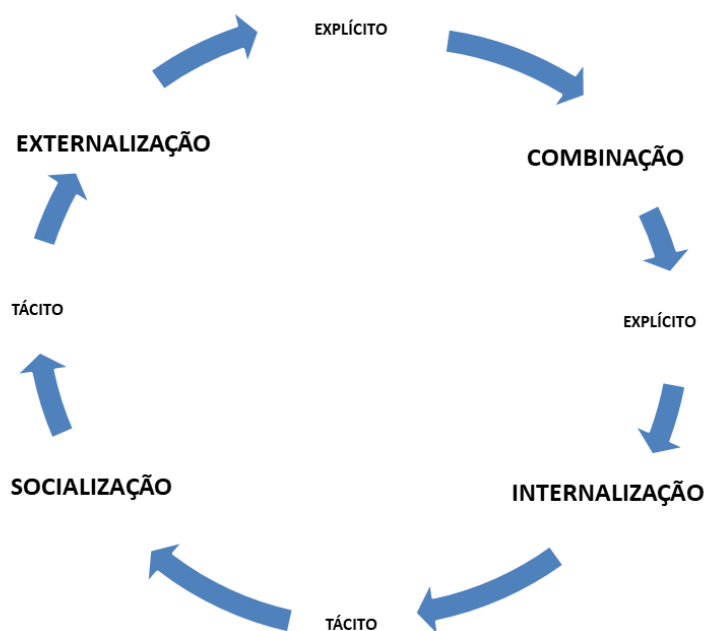 EXPLÍCITO
EXTERNALIZAÇÃO
COMBINAÇÃO
TÁCITO
EXPLÍCITO
SOCIALIZAÇÃO
INTERNALIZAÇÃO
TÁCITO